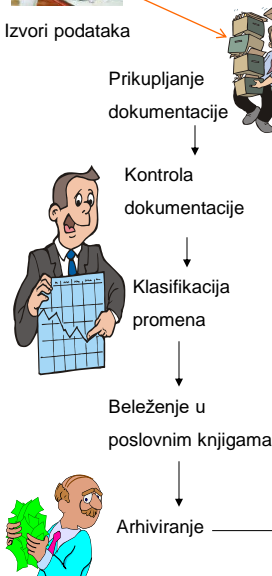 Izvori podataka
Prikupljanje
dokumentacije
Kontrola
dokumentacije
Klasifikacija
promena
Beleženje u
poslovnim knjigama
Arhiviranje